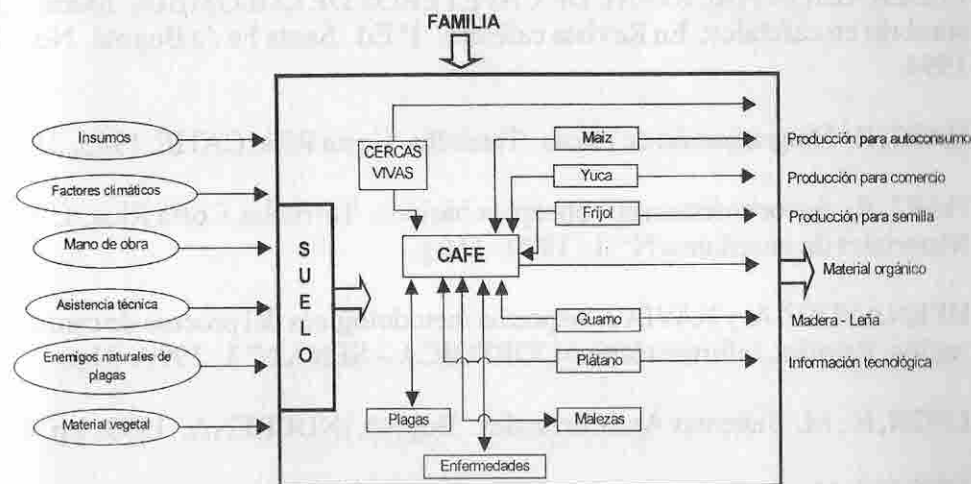 FAMILIA
Insumos
Factores climáticos
Mano de obra
Asistencia técnica
Enemigos naturales de
plagas
Material vegetal
SUELO
CERCAS
VIVAS
Maiz
Yuca
Frijol
CAFE
Guamo
Plátano
Plagas
Malezas
Enfermedades
Producción para autoconsumo
Producción para comercio
Producción para semilla
Material orgánico
Madera - Leña
Información tecnológica